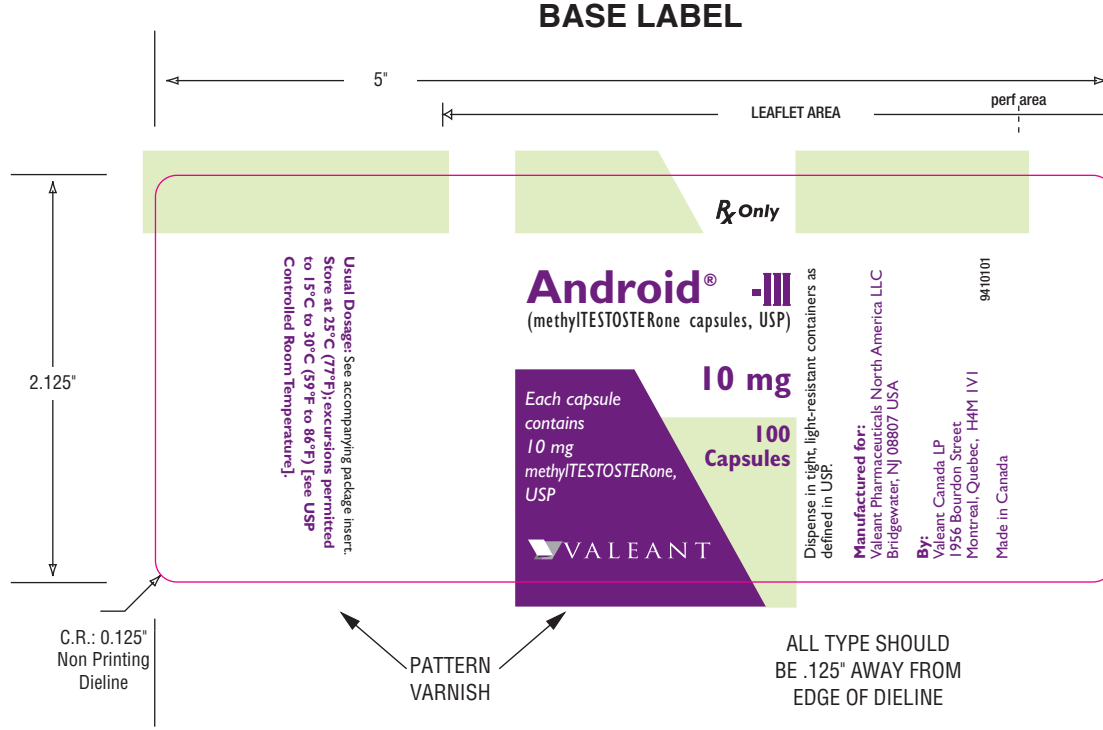 BASE LABEL
5"
LEAFLET AREA
perf area
2.125"
Rx Only
Usual Dosage: See accompanying package insert.
Store at 25°C (77°F); excursions permitted
to 15°C to 30°C (59°F to 86°F) [see USP
Controlled Room Temperature].
Android® -III
(methylTESTOSTERone capsules, USP)
10 mg
100
Capsules
Each capsule
contains
10 mg
methylTESTOSTERone,
USP
VALEANT
Dispense in tight, light-resistant containers as
defined in USP.
Manufactured for:
Valeant Pharmaceuticals North America LLC
Bridgewater, NJ 08807 USA
By:
Valeant Canada LP
1956 Bourdon Street
Montreal, Quebec, H4M 1V1
Made in Canada
9410101
C.R.: 0.125"
Non Printing
Dieline
PATTERN
VARNISH
ALL TYPE SHOULD
BE .125" AWAY FROM
EDGE OF DIELINE